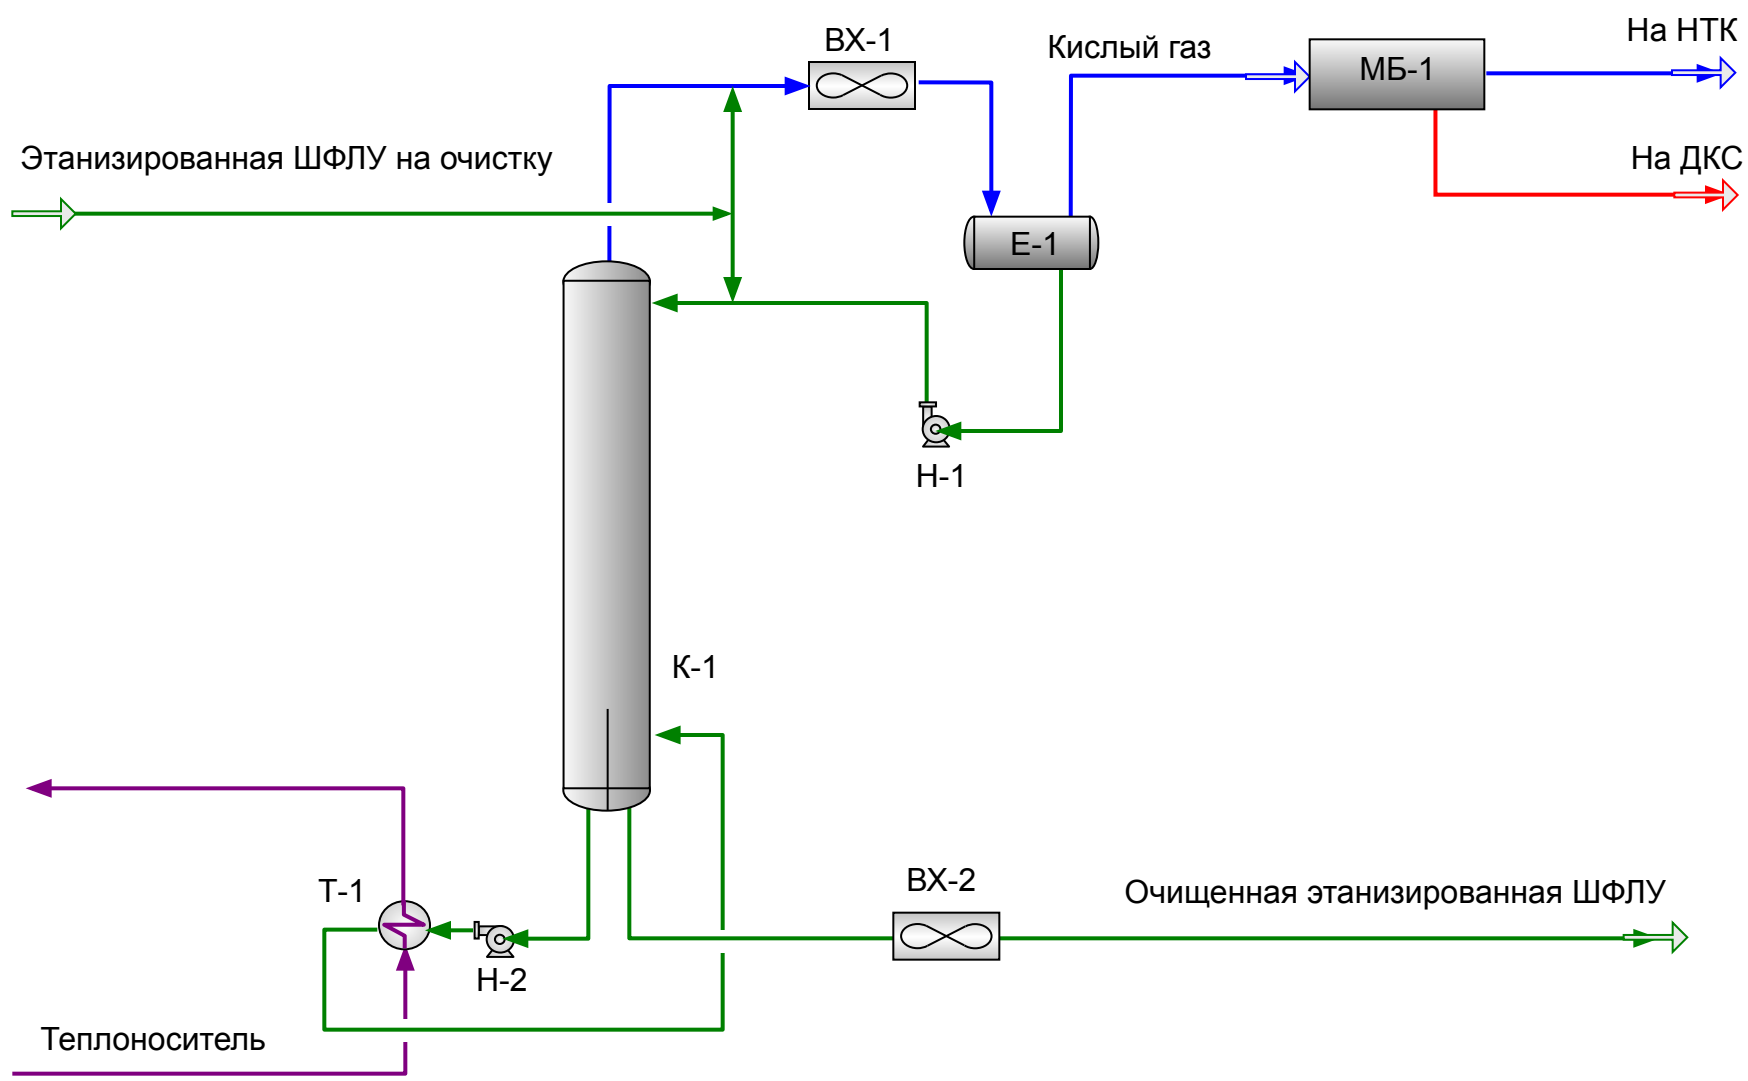 На НТК
ВХ-1
Кислый газ
МБ-1
Этанизированная ШФЛУ на очистку
На ДКС
Е-1
Н-1
К-1
ВХ-2
Т-1
Очищенная этанизированная ШФЛУ
Н-2
Теплоноситель